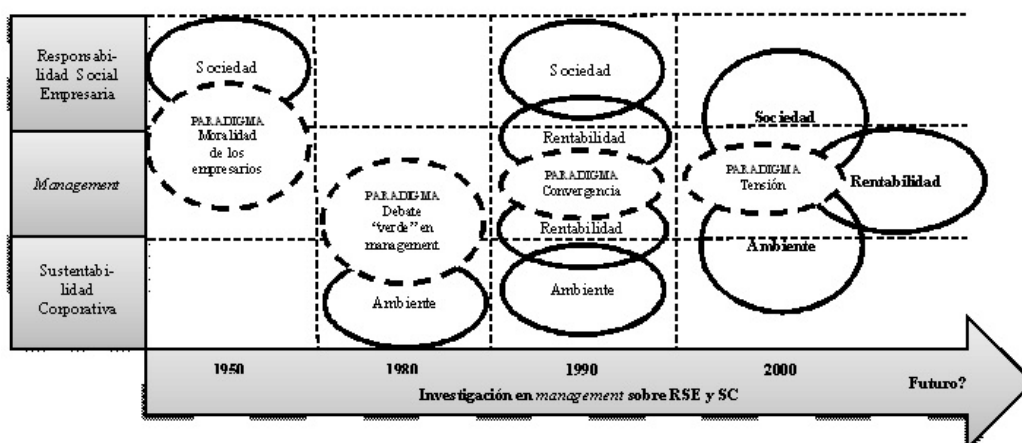 Responsabi-
lidad Social
Empresaria
Management
Sustentabi-
lidad
Corporativa
Sociedad
PARADIGMA
Moralidad
de los
empresarios
PARADIGMA
Debate
“verde” en
management
Ambiente
Sociedad
Rentabilidad
PARADIGMA
Convergencia
Rentabilidad
Ambiente
Sociedad
PARADIGMA
Tensión
Rentabilidad
Ambiente
1950
1980
1990
2000
Futuro?
Investigación en management sobre RSE y SC